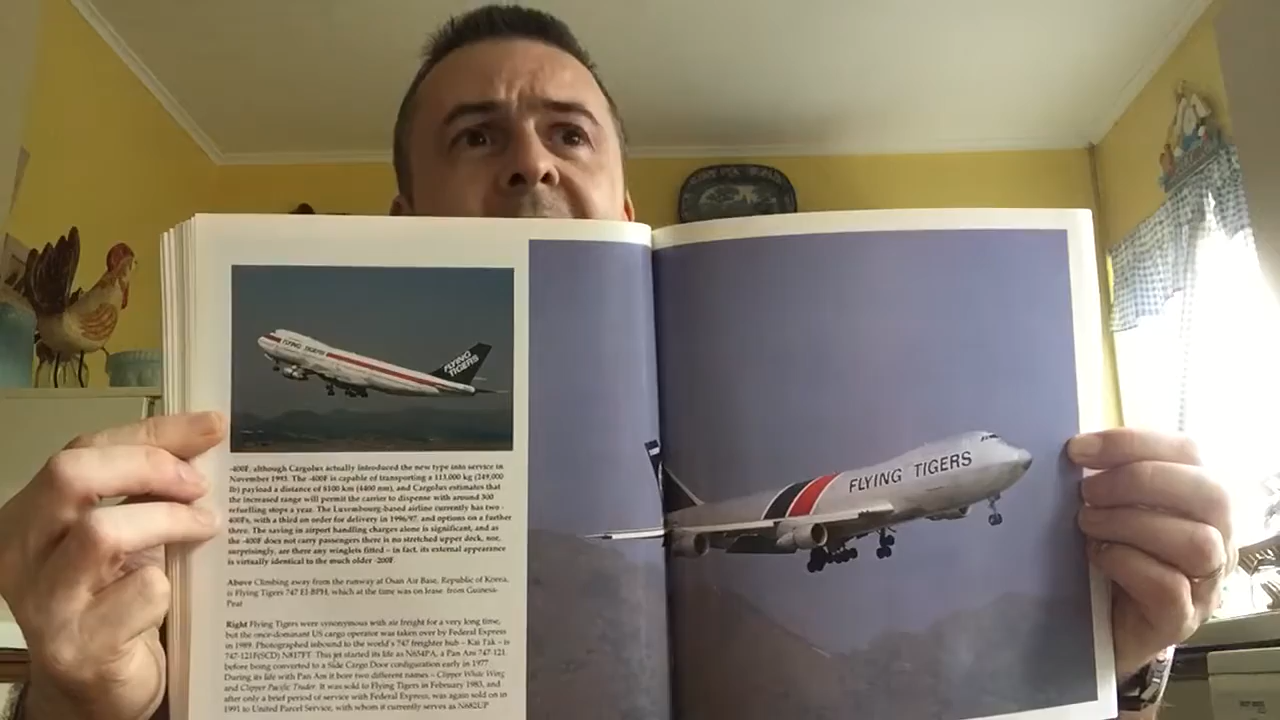 FLYING TIGERS
FLYING
TIGERS
-400F, although Cargolux actually introduced the new type into service in
November 1993. The -400F is capable of transporting a 113,000 kg (249,000
lb) payload a distance of 8100 km (4400 nm), and Cargolux estimates that
the increased range will permit the carrier to dispense with around 300
refuelling stops a year. The Luxembourg-based airline currently has two -
400Fs, with a third on order for delivery in 1996/97 and options on a further
three. The saving in airport handling charges alone is significant, and as
the -400F does not carry passengers there is no stretched upper deck, nor,
surprisingly, are there any winglets fitted – in fact, its external appearance
is virtually identical to the much older -200F.
Above Climbing away from the runway at Osan Air Base, Republic of Korea,
is Flying Tigers 747 EI-BPH, which at the time was on lease from Guiness-
Peat
Right Flying Tigers were synonymous with air freight for a very long time,
but the once-dominant US cargo operator was taken over by Federal Express
in 1989. Photographed inbound to the world's 747 freighter hub – Kai Tak – is
747-121F(SCD) N817FT. This jet started its life as N654PA, a Pan Am 747-121
before being converted to a Side Cargo Door configuration early in 1977.
During its life with Pan Am it bore two different names – Clipper White Wing
and Clipper Pacific Trader. It was sold to Flying Tigers in February 1983, and
after only a brief period of service with Federal Express, was again sold on in
1991 to United Parcel Service, with whom it currently serves as N682UP
FLYING TIGERS